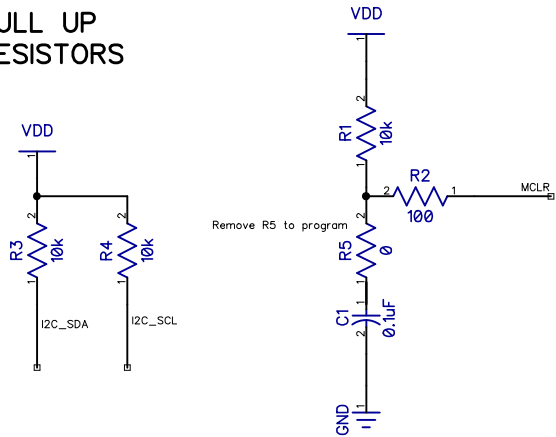 ULL UP
ESISTORS
VDD
1
2
R3
10k
1
I2C_SDA
2
R4
10k
1
I2C_SCL
VDD
1
2
R1
10k
1
2
R2
1
100
MCLR
Remove R5 to program
2
R5
0
1
1
C1
0.1uF
2
1
GND